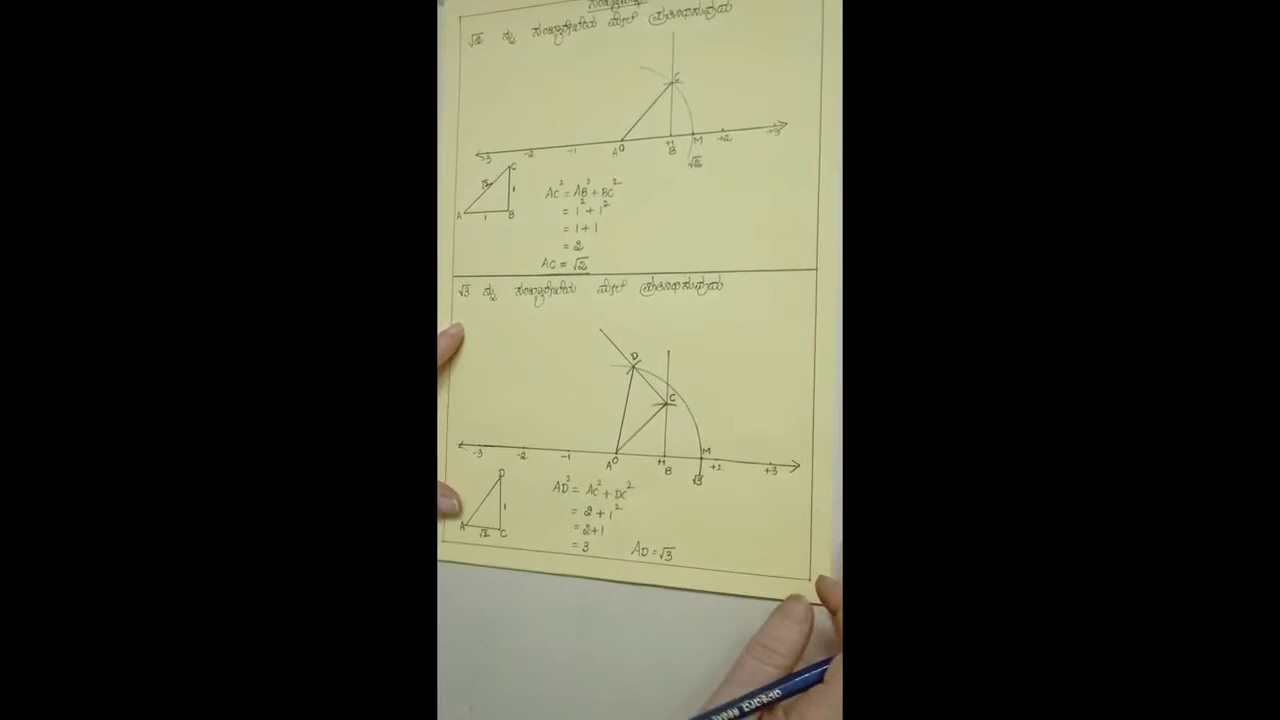 √2 ನ್ನು ಸಂಖ್ಯಾರೇಖೆಯ ಮೇಲೆ ಪ್ರತಿನಿಧಿಸುವುದು
C
-3 -2 -1 A 0 +1 B M +2 +3
√2
C
√2 1
A 1 B
AC² = AB² + BC²
= 1² + 1²
= 1 + 1
= 2
AC = √2
√3 ನ್ನು ಸಂಖ್ಯಾರೇಖೆಯ ಮೇಲೆ ಪ್ರತಿನಿಧಿಸುವುದು
D
C
-3 -2 -1 A 0 +1 B M +2 +3
√3
D
1
A √2 C
AD² = AC² + DC²
= 2 + 1²
= 2+1
= 3 AD = √3